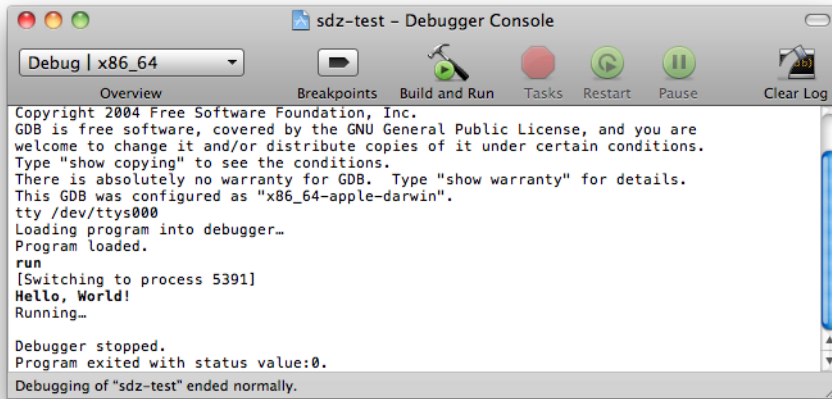 sdz-test – Debugger Console
Debug | x86_64
Overview
Breakpoints
Build and Run
Tasks
Restart
Pause
Clear Log
Copyright 2004 Free Software Foundation, Inc.
GDB is free software, covered by the GNU General Public License, and you are
welcome to change it and/or distribute copies of it under certain conditions.
Type "show copying" to see the conditions.
There is absolutely no warranty for GDB.  Type "show warranty" for details.
This GDB was configured as "x86_64-apple-darwin".
tty /dev/ttys000
Loading program into debugger…
Program loaded.
run
[Switching to process 5391]
Hello, World!
Running…
Debugger stopped.
Program exited with status value:0.
Debugging of “sdz-test” ended normally.